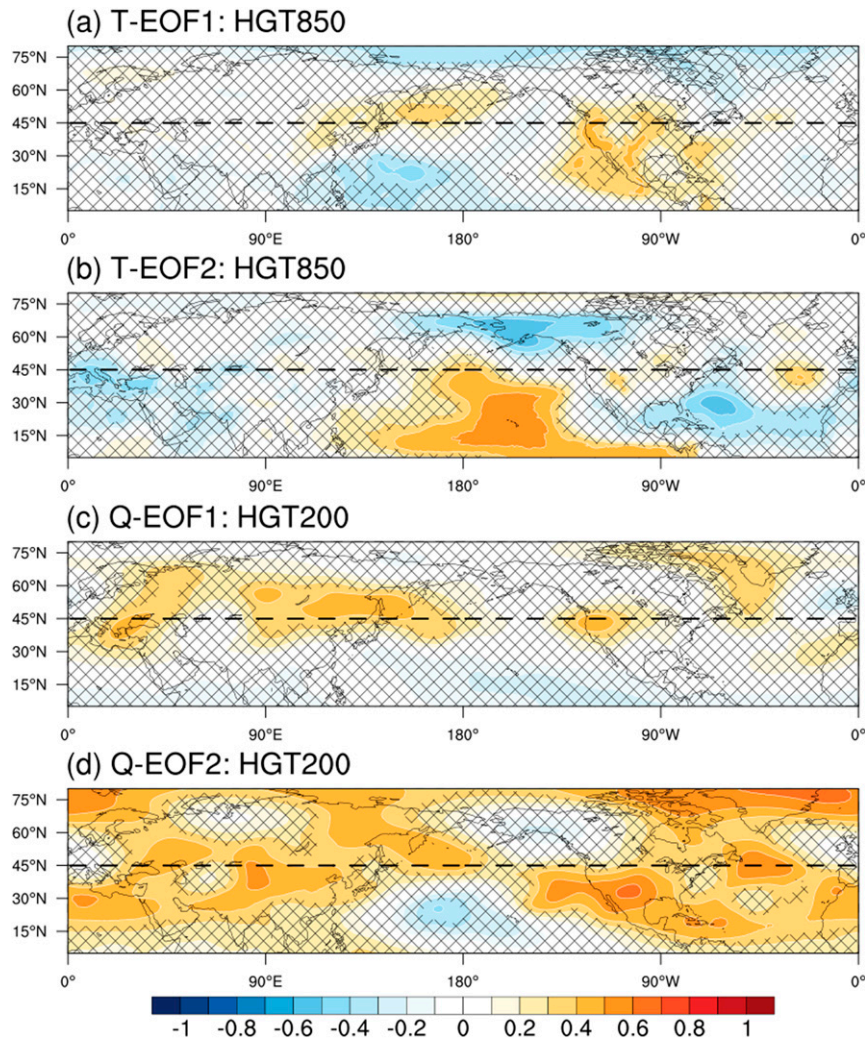 (a) T-EOF1: HGT850
75°N
60°N
45°N
30°N
15°N
0° 90°E 180° 90°W 0°
(b) T-EOF2: HGT850
75°N
60°N
45°N
30°N
15°N
0° 90°E 180° 90°W 0°
(c) Q-EOF1: HGT200
75°N
60°N
45°N
30°N
15°N
0° 90°E 180° 90°W 0°
(d) Q-EOF2: HGT200
75°N
60°N
45°N
30°N
15°N
0° 90°E 180° 90°W 0°
-1 -0.8 -0.6 -0.4 -0.2 0 0.2 0.4 0.6 0.8 1